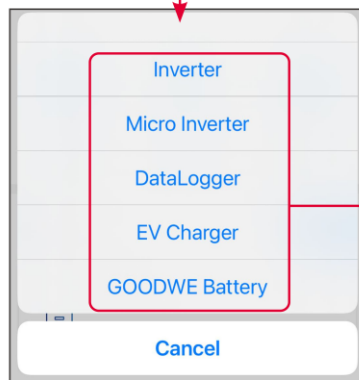 Inverter
Micro Inverter
DataLogger
EV Charger
GOODWE Battery
Cancel